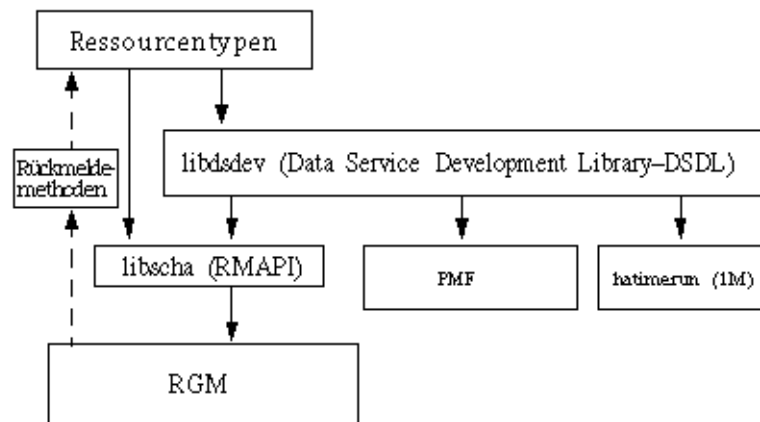 Ressourcentypen
libdsdev (Data Service Development Library–DSDL)
Rückmelde-
methoden
libscha (RMAPI)
PMF
hatimerun (1M)
RGM